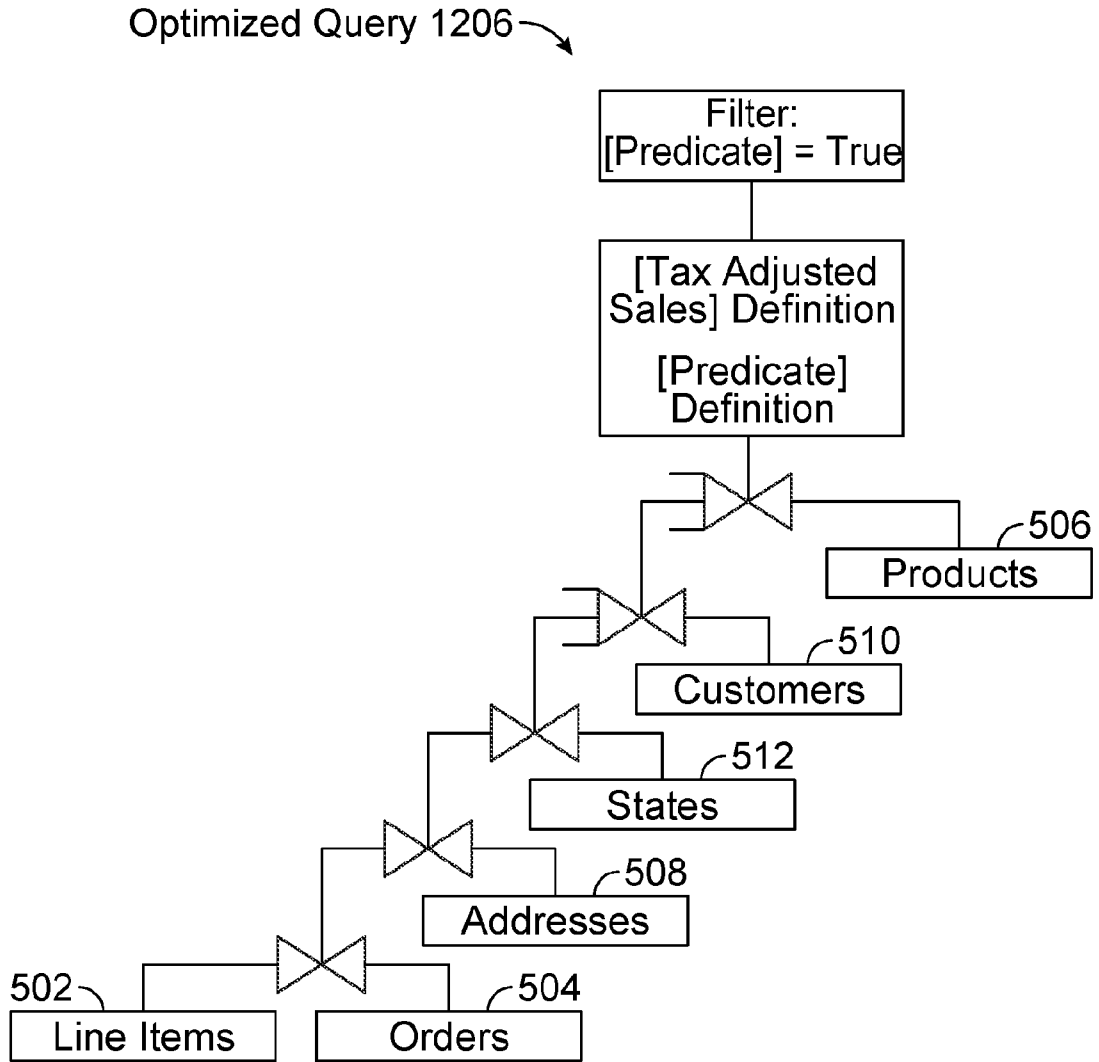 Optimized Query 1206
Filter:
[Predicate] = True
[Tax Adjusted
Sales] Definition
[Predicate]
Definition
506
Products
510
Customers
512
States
508
Addresses
502
Line Items
504
Orders